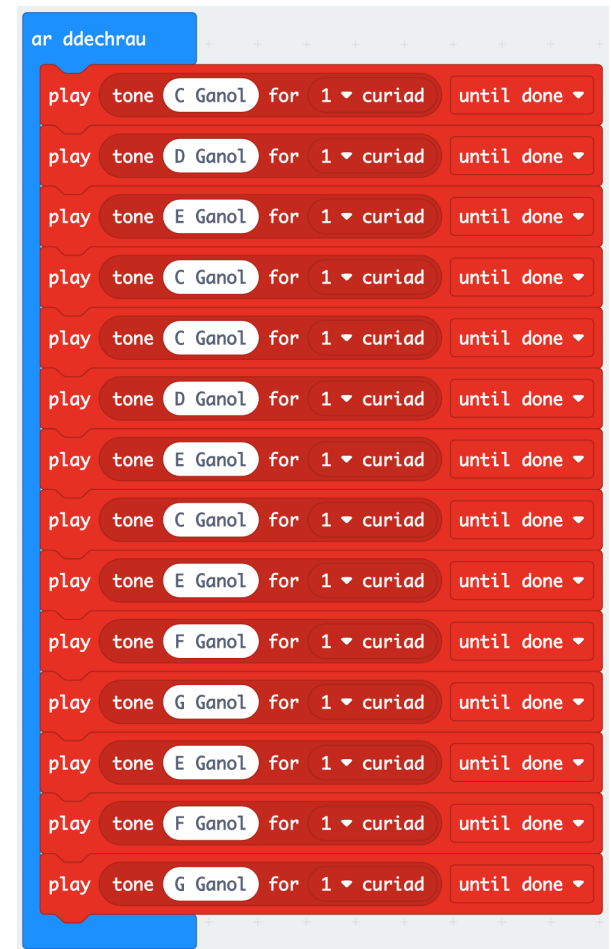 ar ddechrau
play tone C Ganol for 1 curiad until done
play tone D Ganol for 1 curiad until done
play tone E Ganol for 1 curiad until done
play tone C Ganol for 1 curiad until done
play tone C Ganol for 1 curiad until done
play tone D Ganol for 1 curiad until done
play tone E Ganol for 1 curiad until done
play tone C Ganol for 1 curiad until done
play tone E Ganol for 1 curiad until done
play tone F Ganol for 1 curiad until done
play tone G Ganol for 1 curiad until done
play tone E Ganol for 1 curiad until done
play tone F Ganol for 1 curiad until done
play tone G Ganol for 1 curiad until done